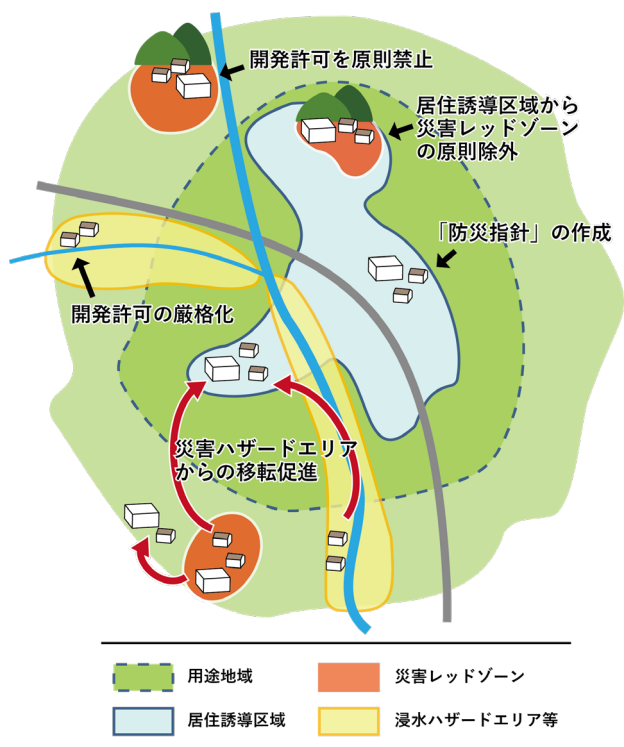 開発許可を原則禁止
居住誘導区域から
災害レッドゾーン
の原則除外
「防災指針」の作成
開発許可の厳格化
災害ハザードエリア
からの移転促進
用途地域
災害レッドゾーン
居住誘導区域
浸水ハザードエリア等